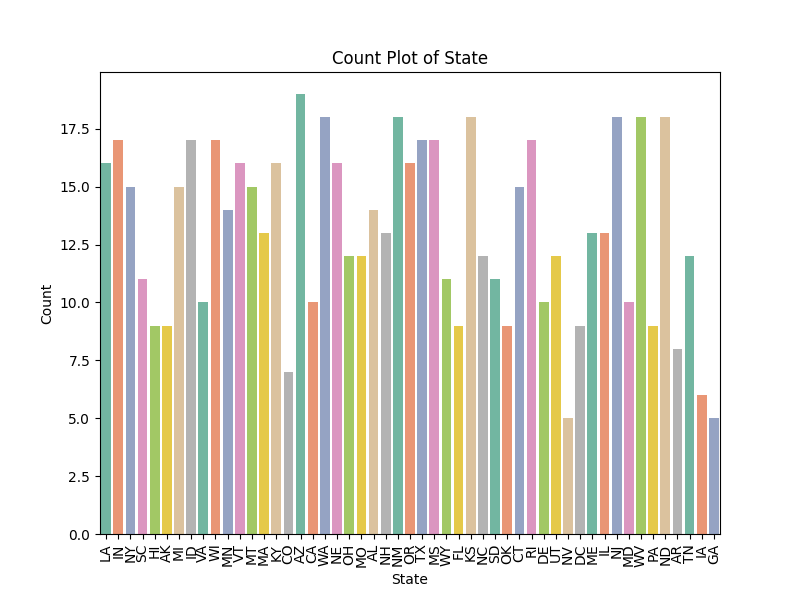 Count Plot of State
Count
17.5
15.0
12.5
10.0
7.5
5.0
2.5
0.0
LA IN NY SC HI AK MI ID VA WI MN VT MT MA KY CO AZ CA WA NE OH MO AL NH NM OR TX MS WY FL KS NC SD OK CT RI DE UT NV DC ME IL NJ MD WV PA ND AR TN IA GA
State